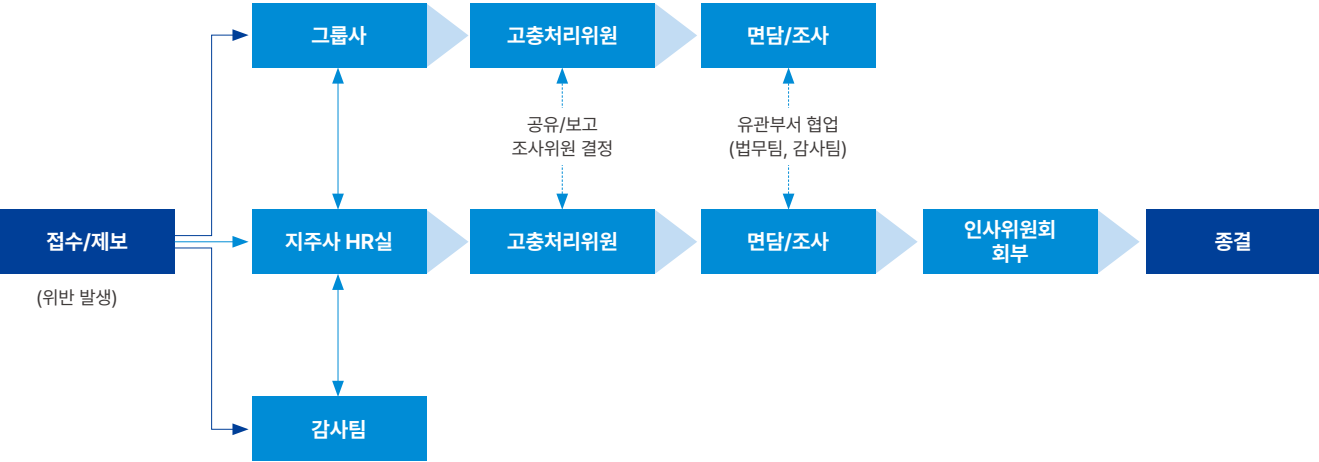 그룹사
고충처리위원
면담/조사
공유/보고
조사위원 결정
유관부서 협업
(법무팀, 감사팀)
접수/제보
(위반 발생)
지주사 HR실
고충처리위원
면담/조사
인사위원회
회부
종결
감사팀